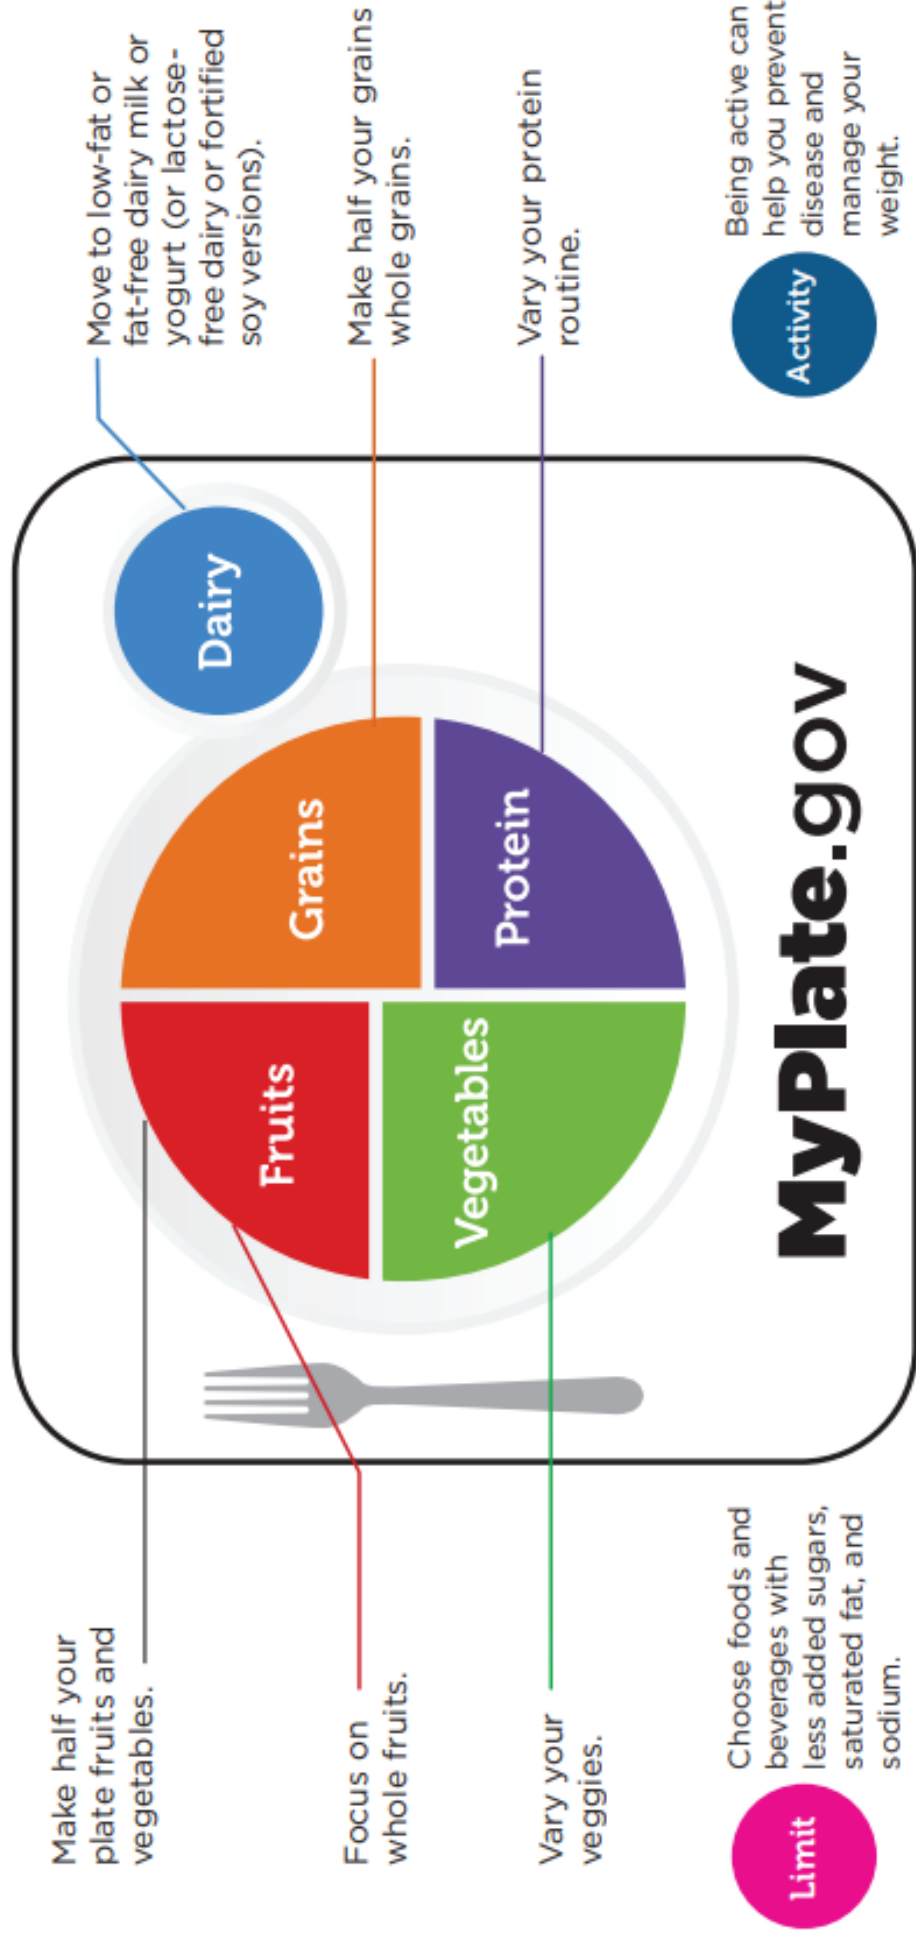 Make half your
plate fruits and
vegetables.
Focus on
whole fruits.
Vary your
veggies.
Fruits
Grains
Vegetables
Protein
Dairy
MyPlate.gov
Move to low-fat or
fat-free dairy milk or
yogurt (or lactose-
free dairy or fortified
soy versions).
Make half your grains
whole grains.
Vary your protein
routine.
Limit
Choose foods and
beverages with
less added sugars,
saturated fat, and
sodium.
Activity
Being active can
help you prevent
disease and
manage your
weight.